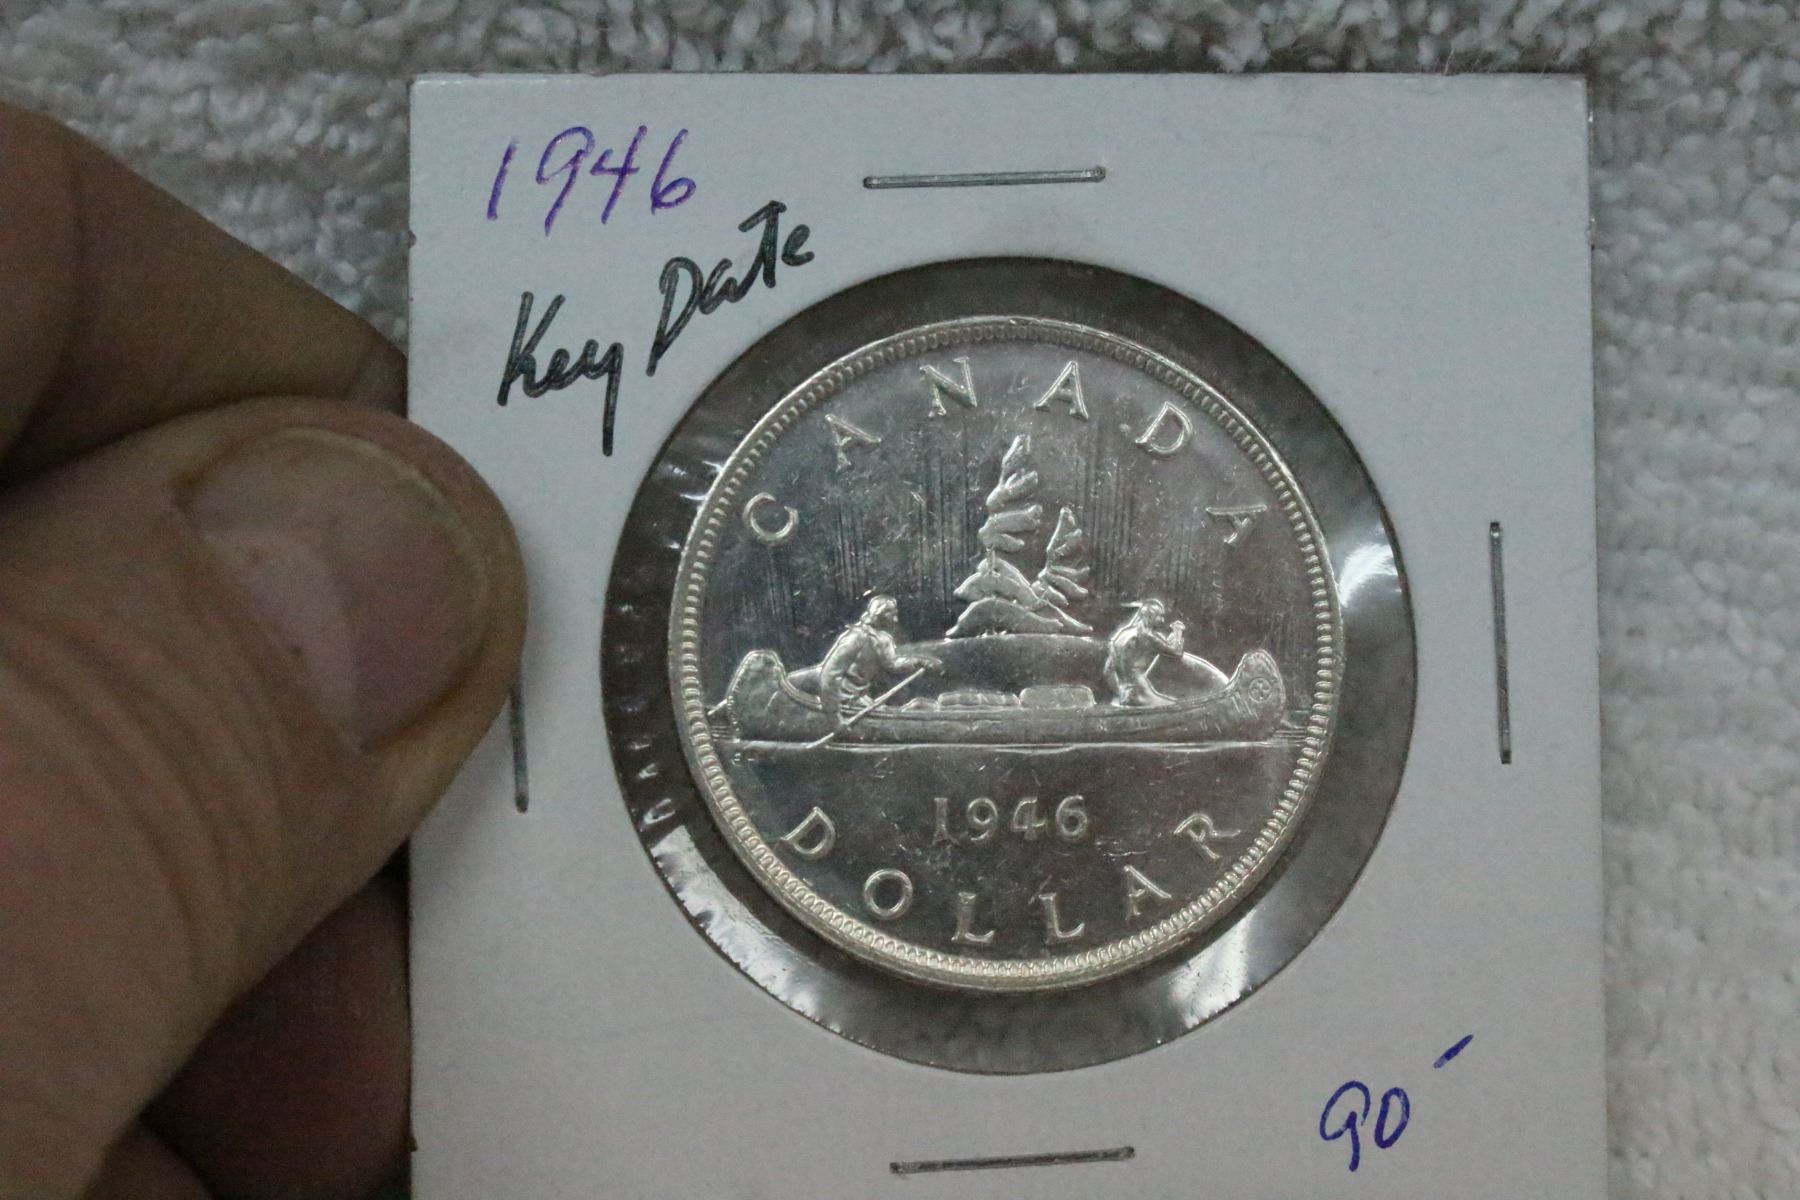 1946
Key Date
CANADA
1946
DOLLAR
90-